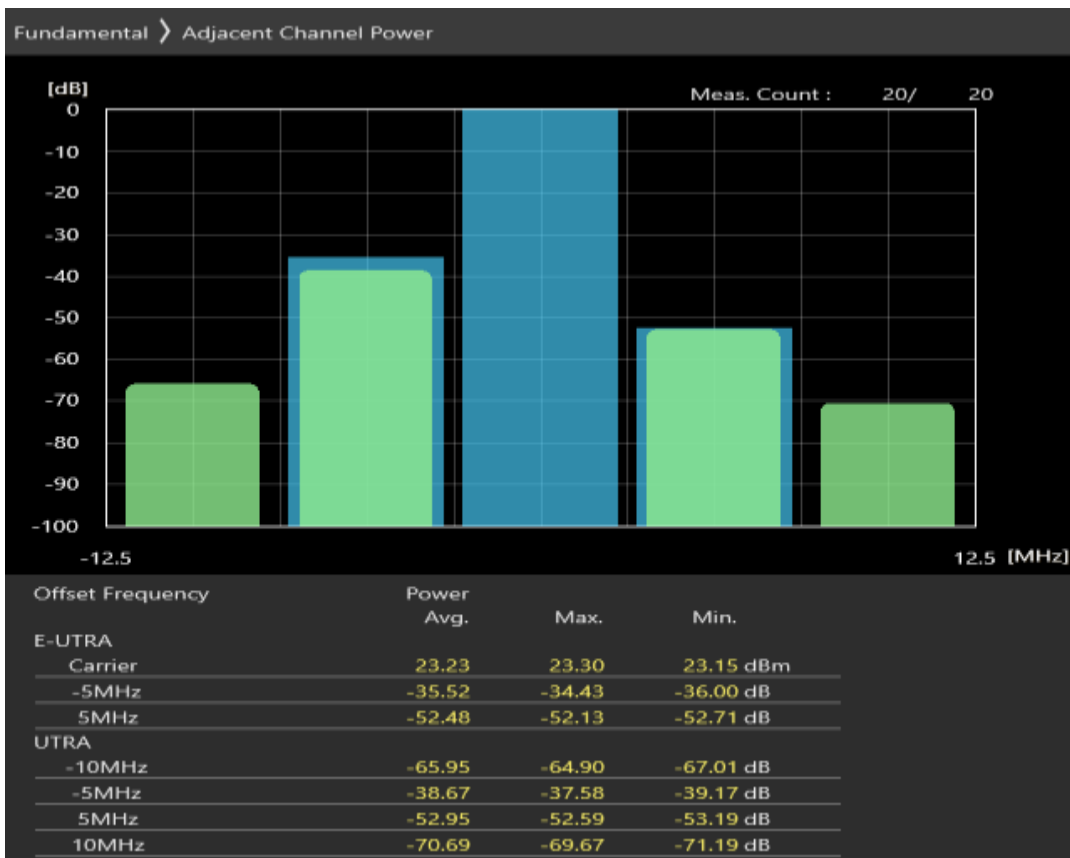 Fundamental ❯ Adjacent Channel Power
[dB]
Meas. Count : 20/ 20
0
-10
-20
-30
-40
-50
-60
-70
-80
-90
-100
-12.5 12.5 [MHz]
Offset Frequency Power
Avg. Max. Min.
E-UTRA
Carrier 23.23 23.30 23.15 dBm
-5MHz -35.52 -34.43 -36.00 dB
5MHz -52.48 -52.13 -52.71 dB
UTRA
-10MHz -65.95 -64.90 -67.01 dB
-5MHz -38.67 -37.58 -39.17 dB
5MHz -52.95 -52.59 -53.19 dB
10MHz -70.69 -69.67 -71.19 dB